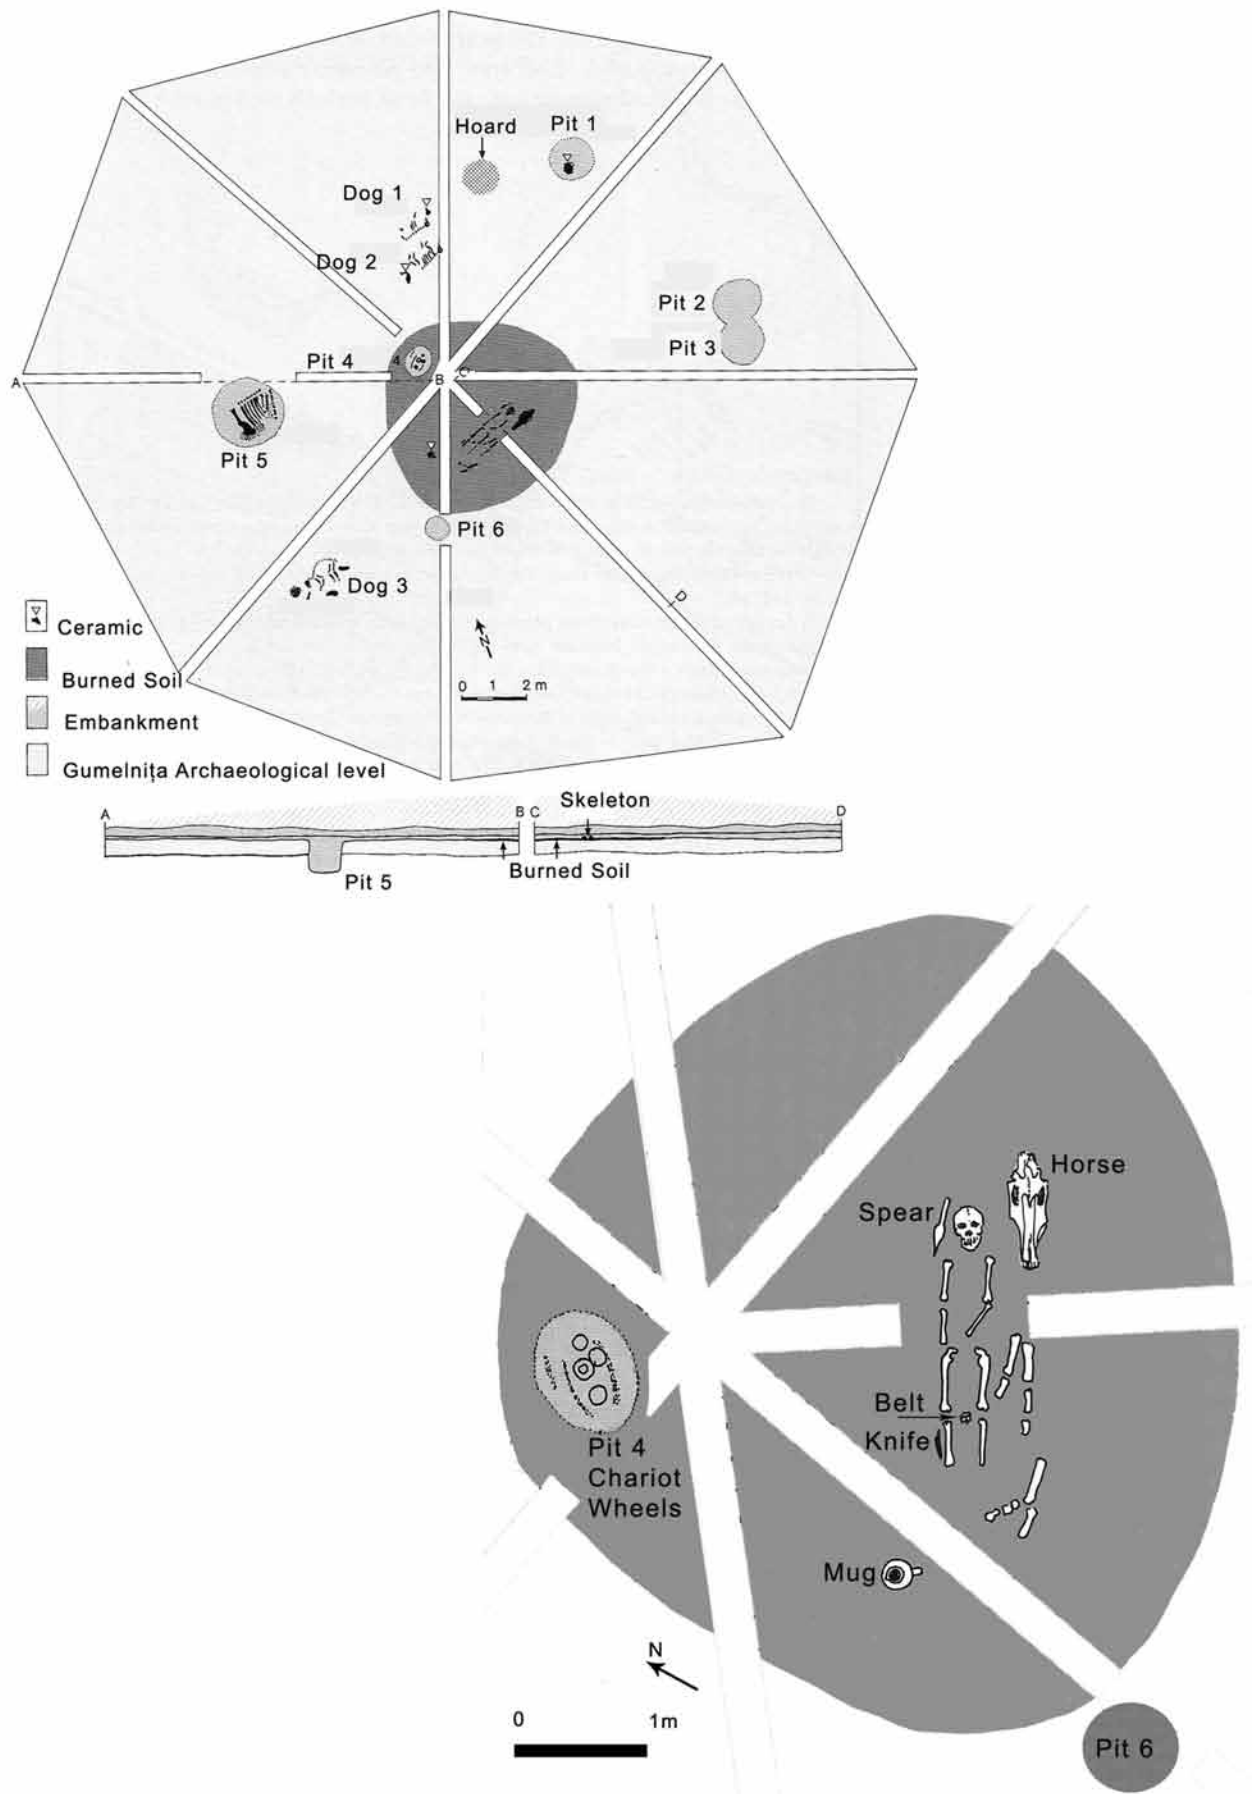 Hoard
Pit 1
Dog 1
Dog 2
Pit 2
Pit 3
Pit 4
4
A
B
C
Pit 5
Pit 6
Dog 3
D
N
0 1 2 m
Ceramic
Burned Soil
Embankment
Gumelnița Archaeological level
Skeleton
A
B C
D
Burned Soil
Pit 5
Horse
Spear
Belt
Knife
Pit 4
Chariot
Wheels
Mug
N
0
1m
Pit 6